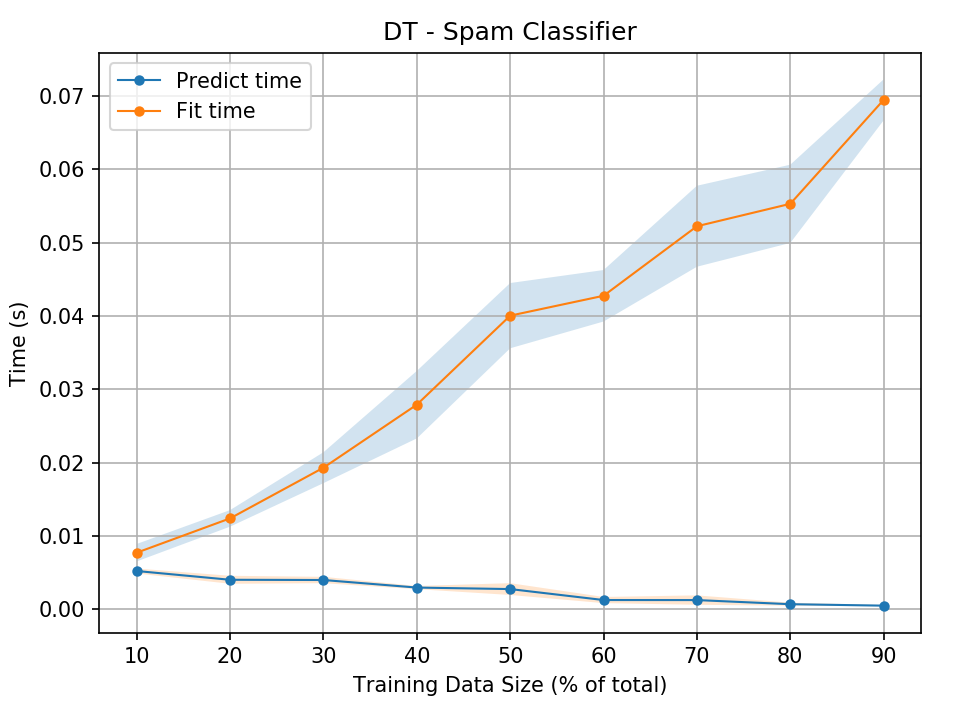 DT - Spam Classifier
Predict time
Fit time
0.07
0.06
0.05
0.04
0.03
0.02
0.01
0.00
Time (s)
10 20 30 40 50 60 70 80 90
Training Data Size (% of total)